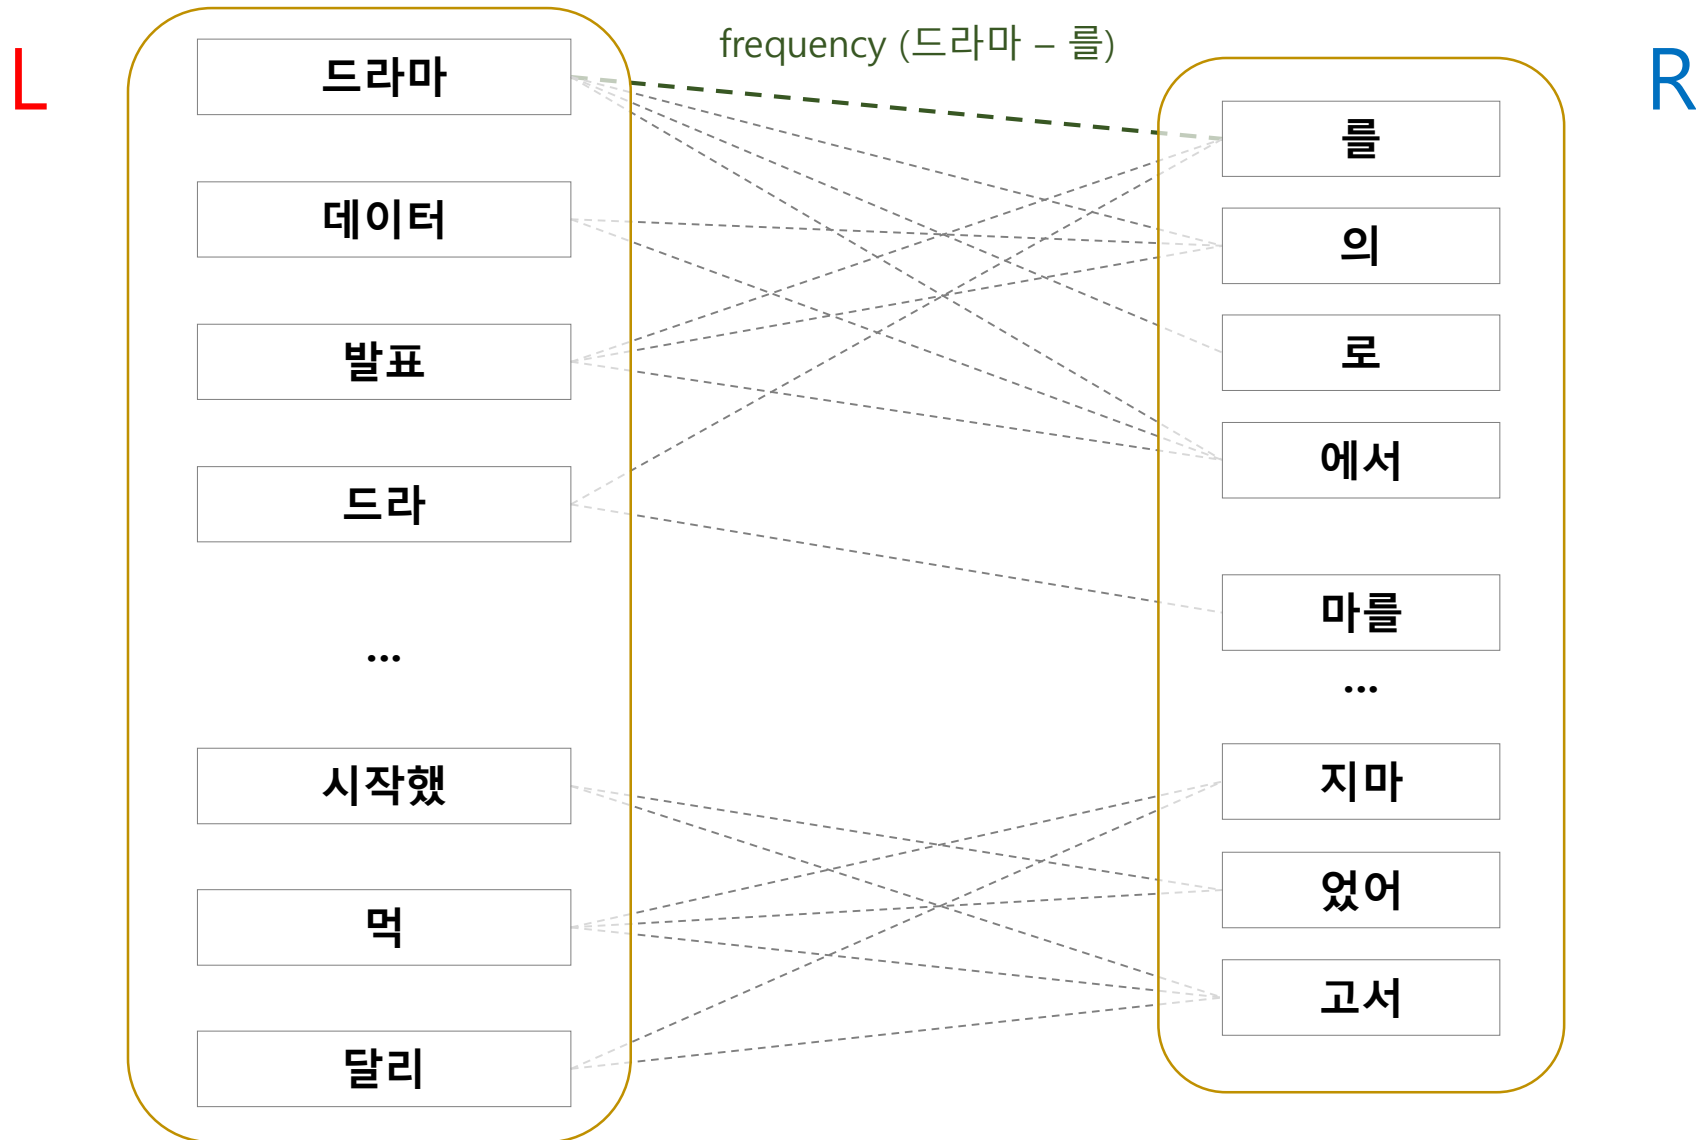 L
frequency (드라마 – 를)
R
드라마
데이터
발표
드라
...
시작했
먹
달리
를
의
로
에서
마를
...
지마
었어
고서